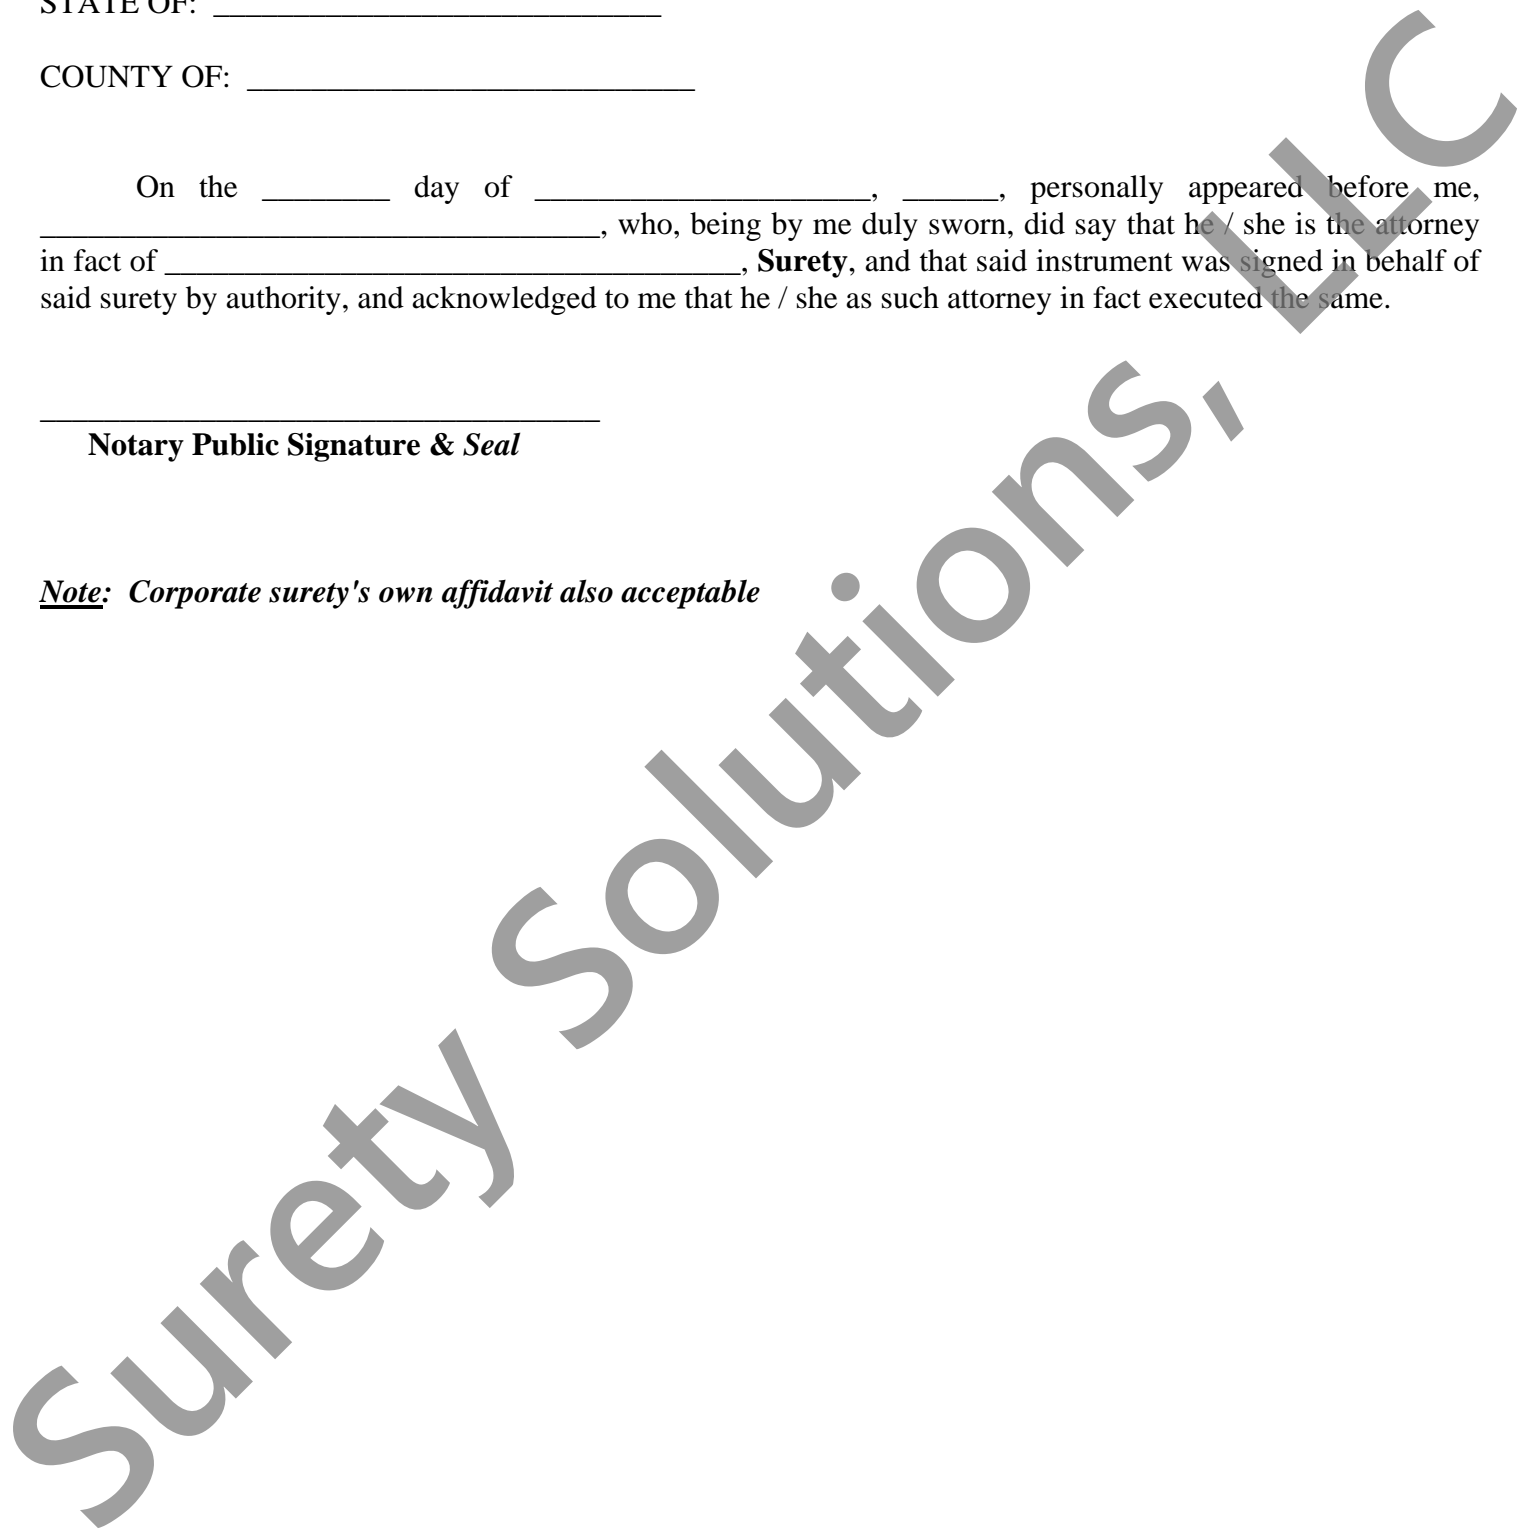 STATE OF: ____________________________
COUNTY OF: ____________________________
On the ________ day of _____________________, ______, personally appeared before me,
___________________________________, who, being by me duly sworn, did say that he / she is the attorney
in fact of ____________________________________, Surety, and that said instrument was signed in behalf of
said surety by authority, and acknowledged to me that he / she as such attorney in fact executed the same.
___________________________________
Notary Public Signature & Seal
Note: Corporate surety's own affidavit also acceptable
Surety Solutions, LLC